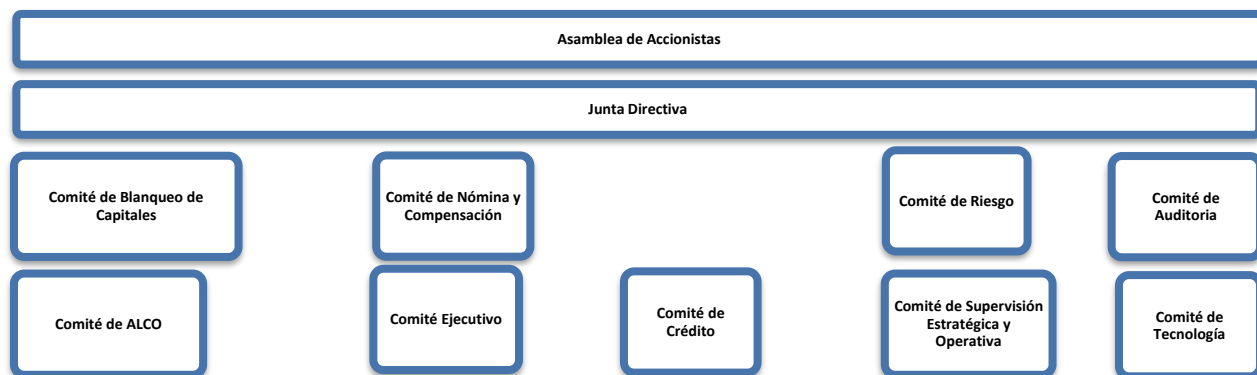 Asamblea de Accionistas
Junta Directiva
Comité de Blanqueo de
Capitales
Comité de Nómina y
Compensación
Comité de Riesgo
Comité de
Auditoria
Comité de ALCO
Comité Ejecutivo
Comité de
Crédito
Comité de Supervisión
Estratégica y
Operativa
Comité de
Tecnología